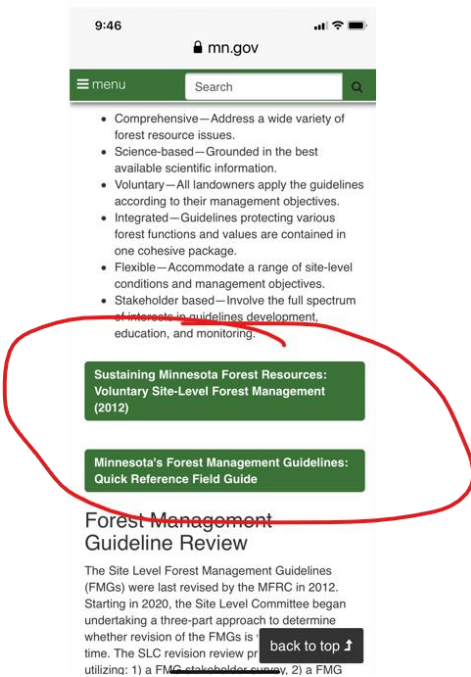 9:46
mn.gov
menu
Search
• Comprehensive—Address a wide variety of
forest resource issues.
• Science-based—Grounded in the best
available scientific information.
• Voluntary—All landowners apply the guidelines
according to their management objectives.
• Integrated—Guidelines protecting various
forest functions and values are contained in
one cohesive package.
• Flexible—Accommodate a range of site-level
conditions and management objectives.
• Stakeholder based—Involve the full spectrum
of interests in guidelines development,
education, and monitoring.
Sustaining Minnesota Forest Resources:
Voluntary Site-Level Forest Management
(2012)
Minnesota's Forest Management Guidelines:
Quick Reference Field Guide
Forest Management
Guideline Review
The Site Level Forest Management Guidelines
(FMGs) were last revised by the MFRC in 2012.
Starting in 2020, the Site Level Committee began
undertaking a three-part approach to determine
whether revision of the FMGs is
time. The SLC revision review
back to top
utilizing: 1) a FMG stakeholder survey, 2) a FMG